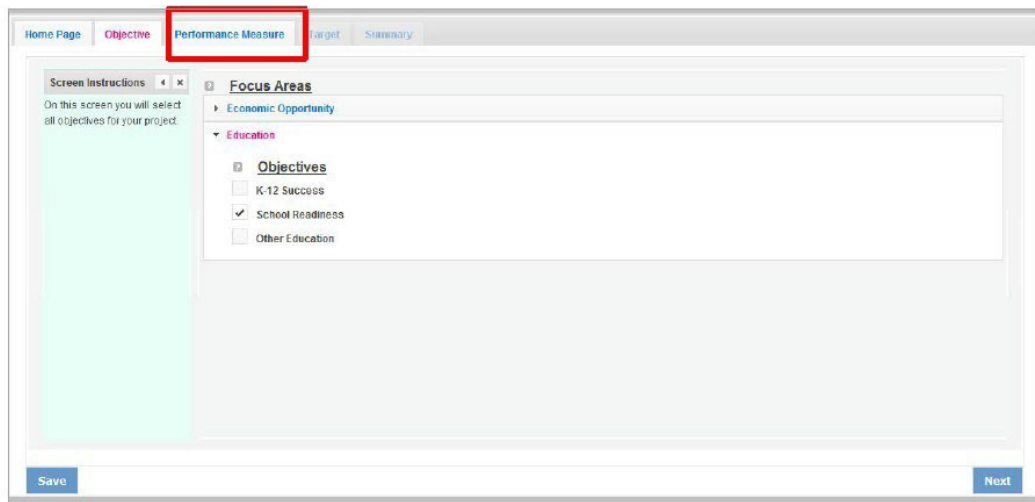 Home Page Objective Performance Measure Target Summary
Screen Instructions
On this screen you will select
all objectives for your project.
Focus Areas
Economic Opportunity
Education
Objectives
K-12 Success
School Readiness
Other Education
Save Next